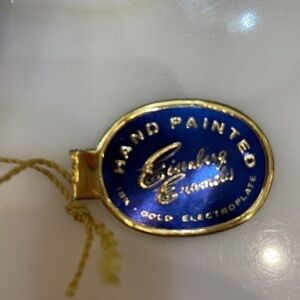 HAND PAINTED
Eisenberg
Enamels
18K · GOLD ELECTROPLATE